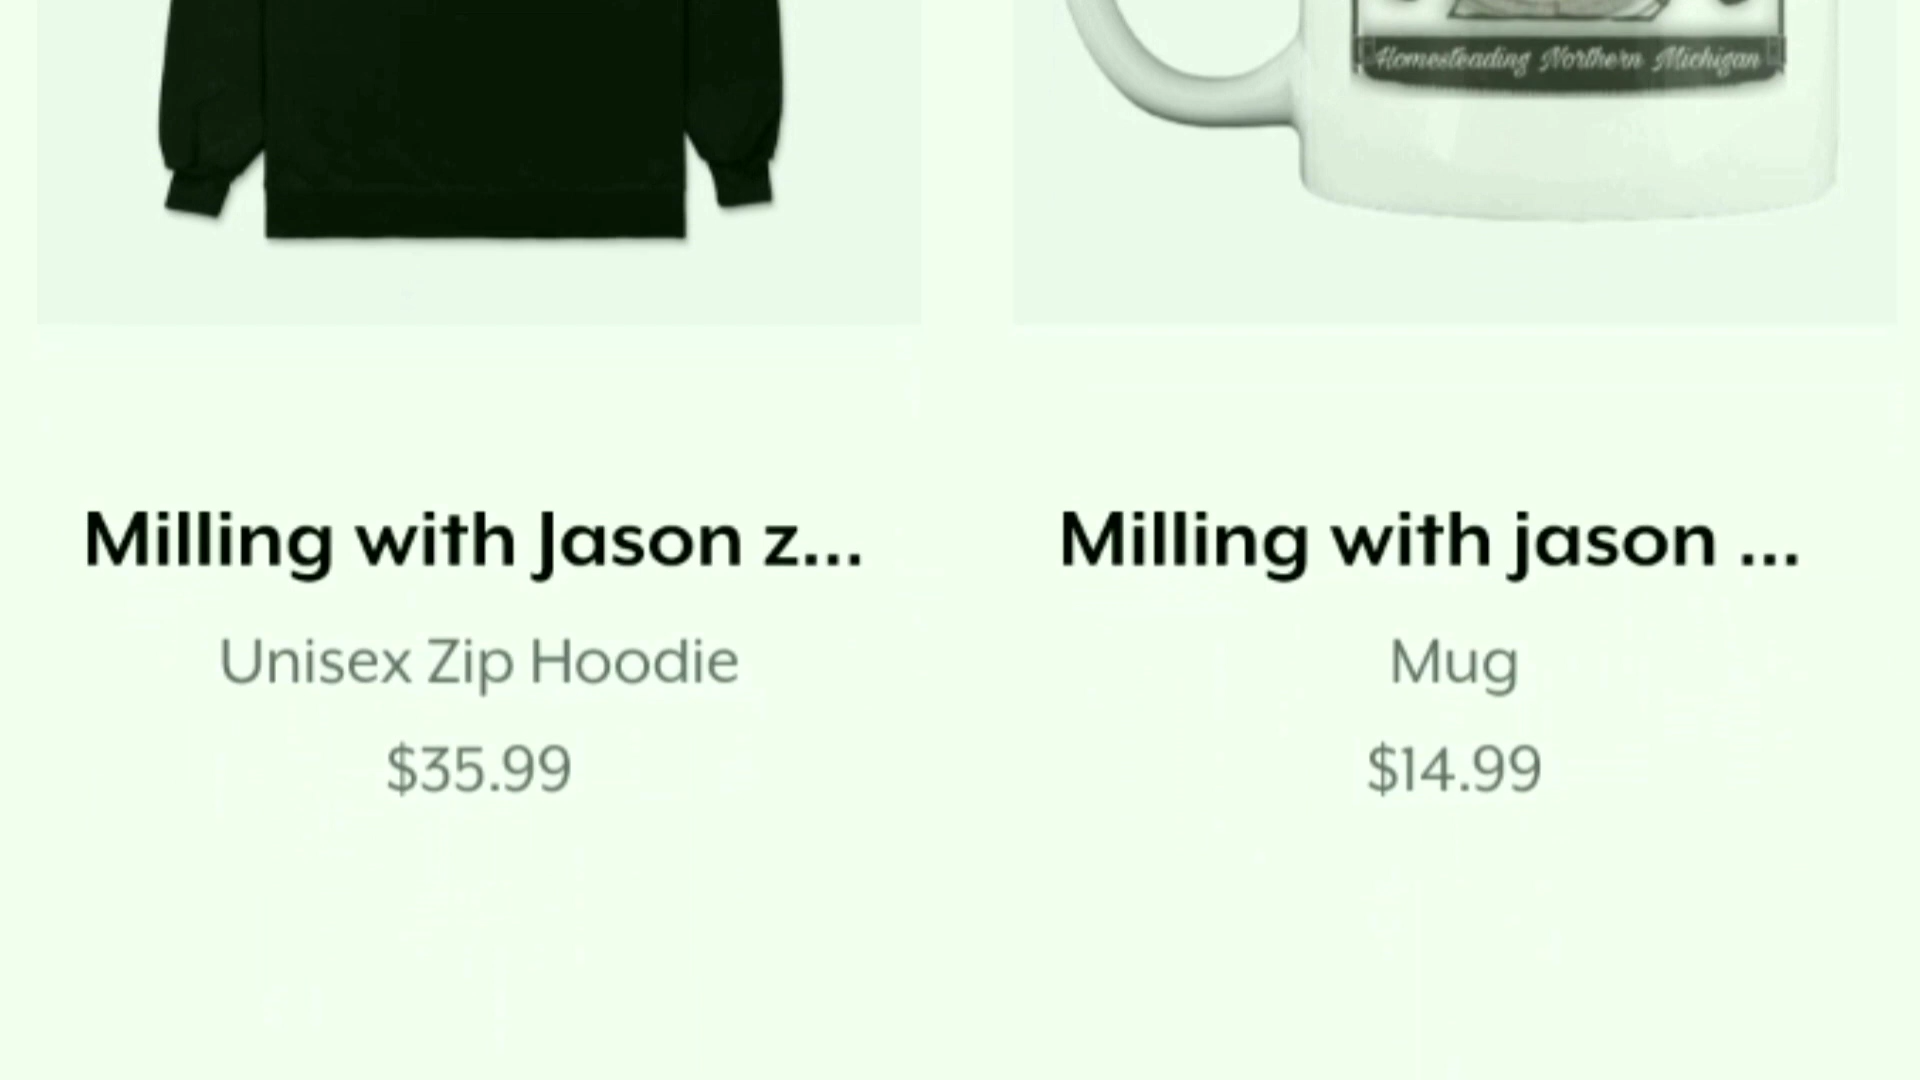 Homesteading Northern Michigan
Milling with Jason z...
Unisex Zip Hoodie
$35.99
Milling with jason ...
Mug
$14.99